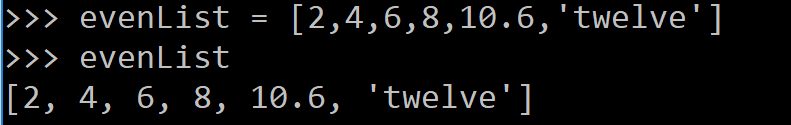 >>> evenList = [2,4,6,8,10.6,'twelve']
>>> evenList
[2, 4, 6, 8, 10.6, 'twelve']